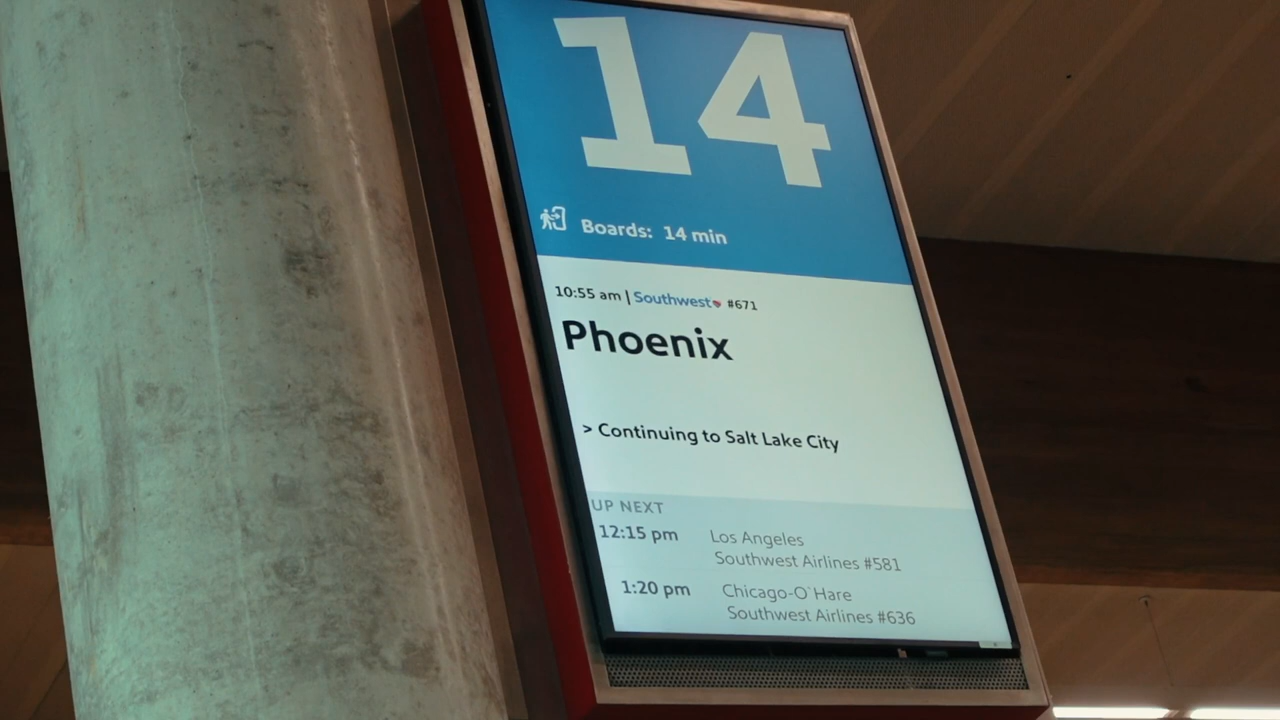 14
Boards: 14 min
10:55 am | Southwest #671
Phoenix
> Continuing to Salt Lake City
UP NEXT
12:15 pm Los Angeles
Southwest Airlines #581
1:20 pm Chicago-O'Hare
Southwest Airlines #636